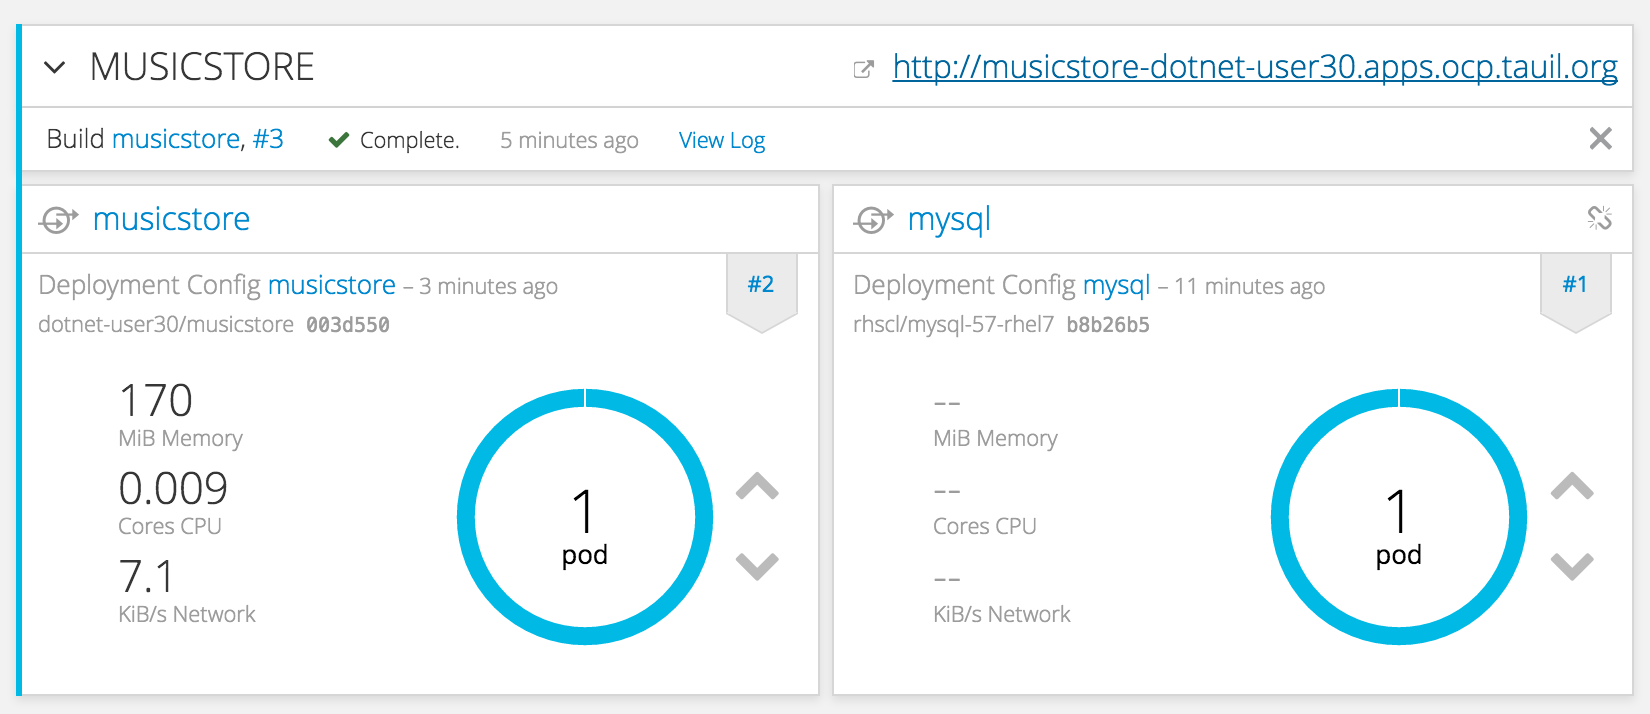 MUSICSTORE
http://musicstore-dotnet-user30.apps.ocp.tauil.org
Build musicstore, #3 Complete. 5 minutes ago View Log
musicstore
Deployment Config musicstore – 3 minutes ago
#2
dotnet-user30/musicstore 003d550
170
MiB Memory
0.009
Cores CPU
7.1
KiB/s Network
1
pod
mysql
Deployment Config mysql – 11 minutes ago
#1
rhscl/mysql-57-rhel7 b8b26b5
--
MiB Memory
--
Cores CPU
--
KiB/s Network
1
pod